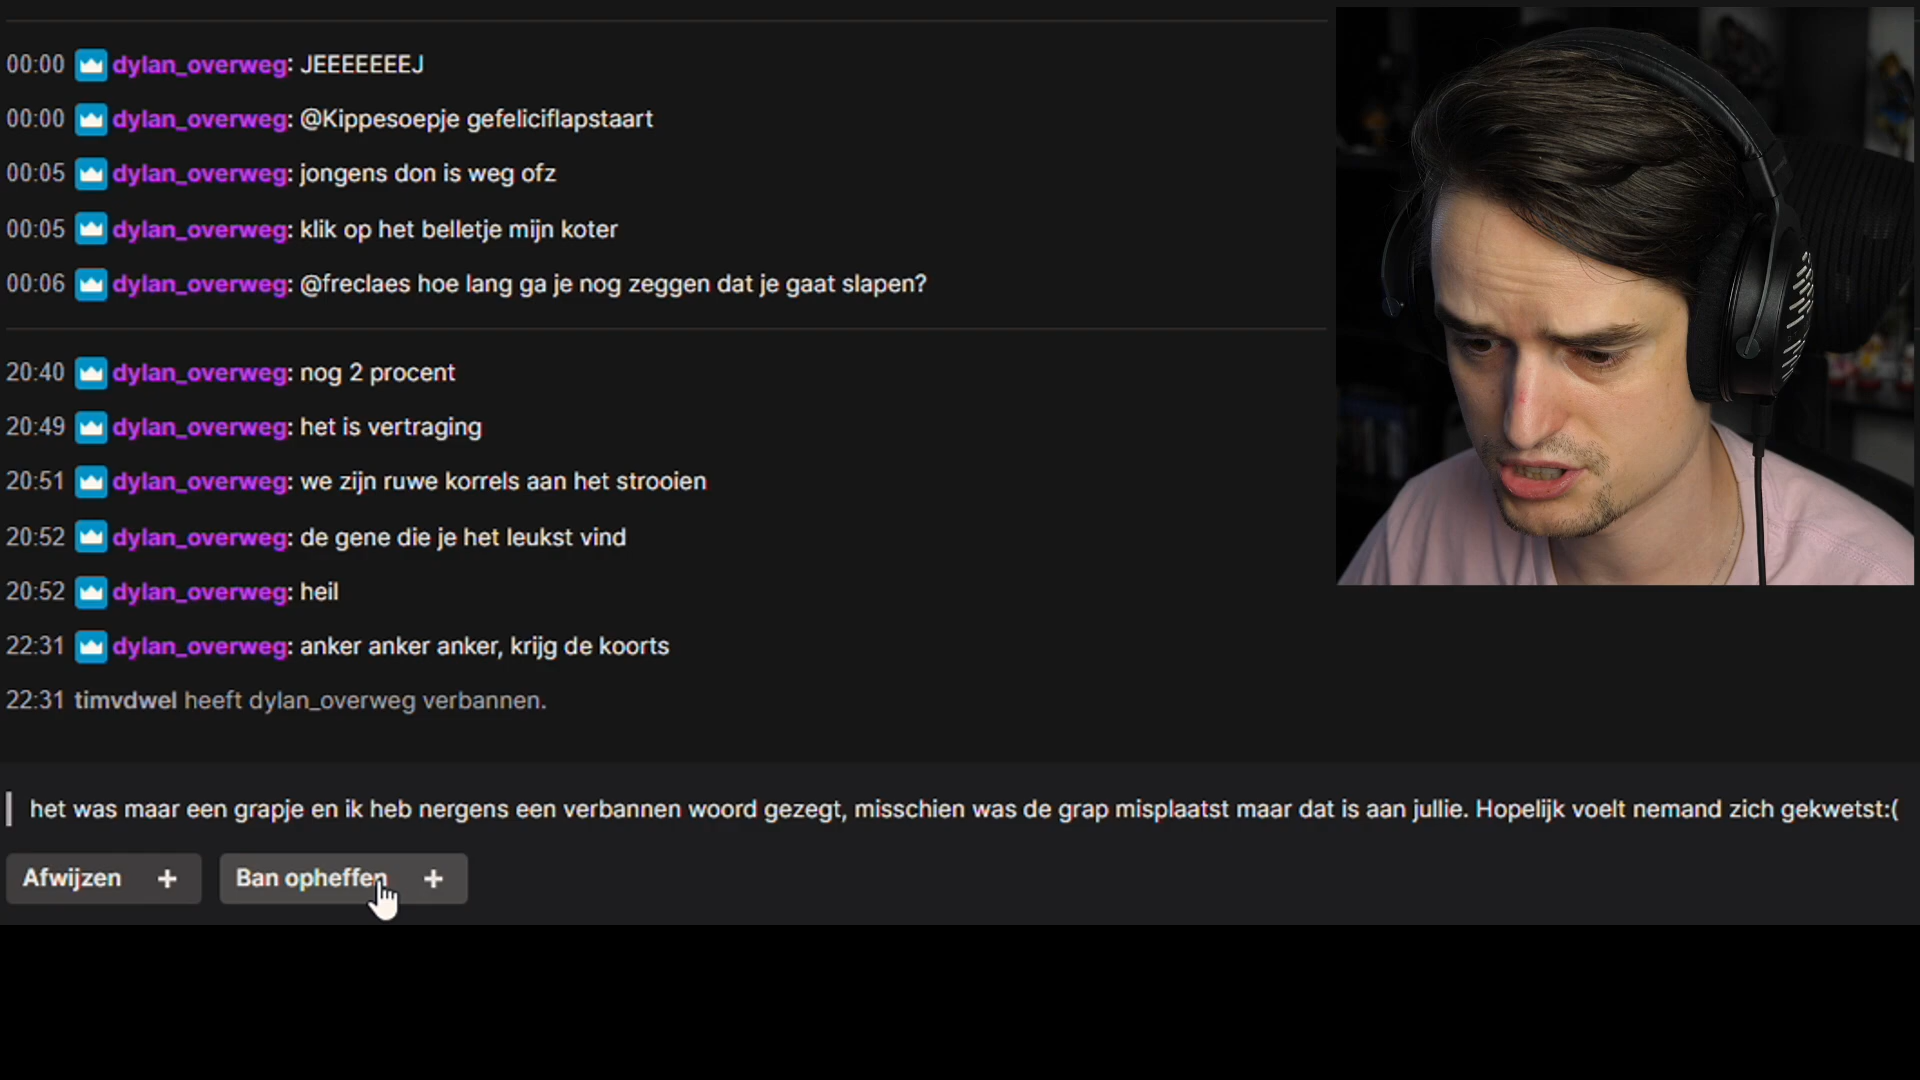 00:00 dylan_overweg: JEEEEEEEJ
00:00 dylan_overweg: @Kippesoepje gefeliciflapstaart
00:05 dylan_overweg: jongens don is weg ofz
00:05 dylan_overweg: klik op het belletje mijn koter
00:06 dylan_overweg: @freclaes hoe lang ga je nog zeggen dat je gaat slapen?
20:40 dylan_overweg: nog 2 procent
20:49 dylan_overweg: het is vertraging
20:51 dylan_overweg: we zijn ruwe korrels aan het strooien
20:52 dylan_overweg: de gene die je het leukst vind
20:52 dylan_overweg: heil
22:31 dylan_overweg: anker anker anker, krijg de koorts
22:31 timvdwel heeft dylan_overweg verbannen.
het was maar een grapje en ik heb nergens een verbannen woord gezegt, misschien was de grap misplaatst maar dat is aan jullie. Hopelijk voelt nemand zich gekwetst:(
Afwijzen + Ban opheffen +